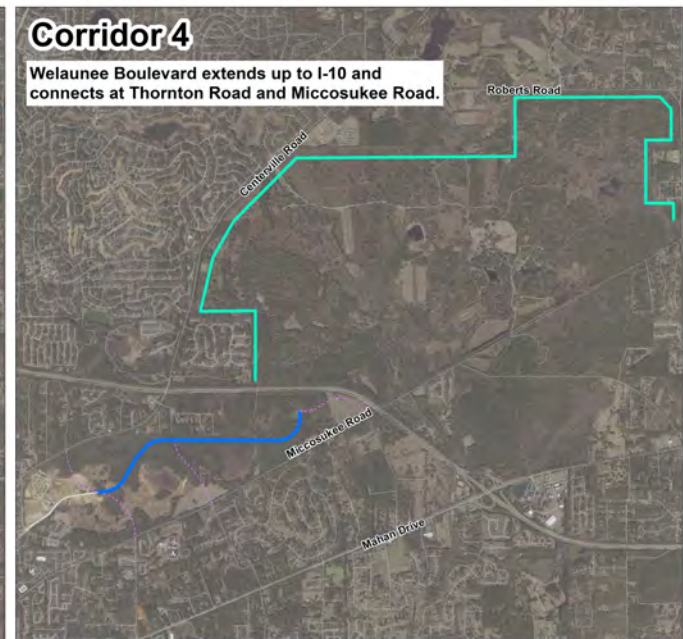 Corridor 4
Welaunee Boulevard extends up to I-10 and
connects at Thornton Road and Miccosukee Road.
Roberts Road
Centerville Road
Miccosukee Road
Mahan Drive